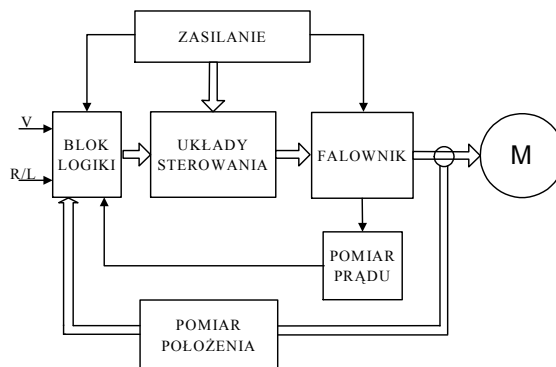 ZASILANIE
V
R/L
BLOK
LOGIKI
UKŁADY
STEROWANIA
FALOWNIK
M
POMIAR
PRĄDU
POMIAR
POŁOŻENIA